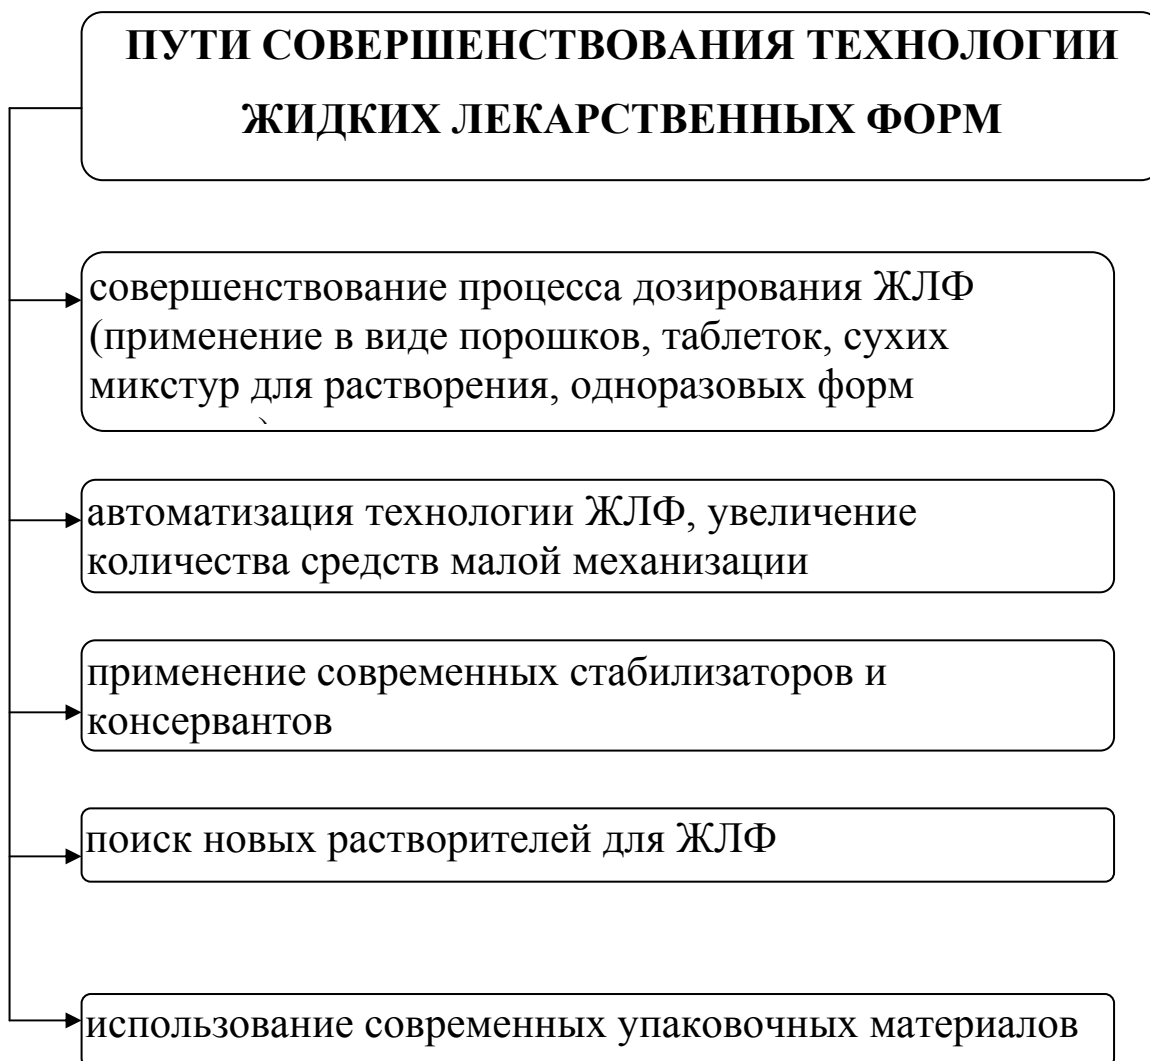 ПУТИ СОВЕРШЕНСТВОВАНИЯ ТЕХНОЛОГИИ
ЖИДКИХ ЛЕКАРСТВЕННЫХ ФОРМ
совершенствование процесса дозирования ЖЛФ
(применение в виде порошков, таблеток, сухих
микстур для растворения, одноразовых форм
автоматизация технологии ЖЛФ, увеличение
количества средств малой механизации
применение современных стабилизаторов и
консервантов
поиск новых растворителей для ЖЛФ
использование современных упаковочных материалов